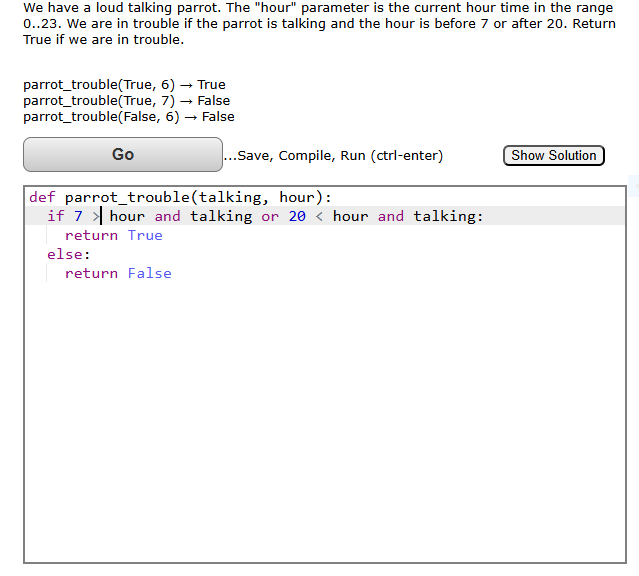 We have a loud talking parrot. The "hour" parameter is the current hour time in the range
0..23. We are in trouble if the parrot is talking and the hour is before 7 or after 20. Return
True if we are in trouble.
parrot_trouble(True, 6) → True
parrot_trouble(True, 7) → False
parrot_trouble(False, 6) → False
Go ...Save, Compile, Run (ctrl-enter) Show Solution
def parrot_trouble(talking, hour):
  if 7 > hour and talking or 20 < hour and talking:
    return True
  else:
    return False